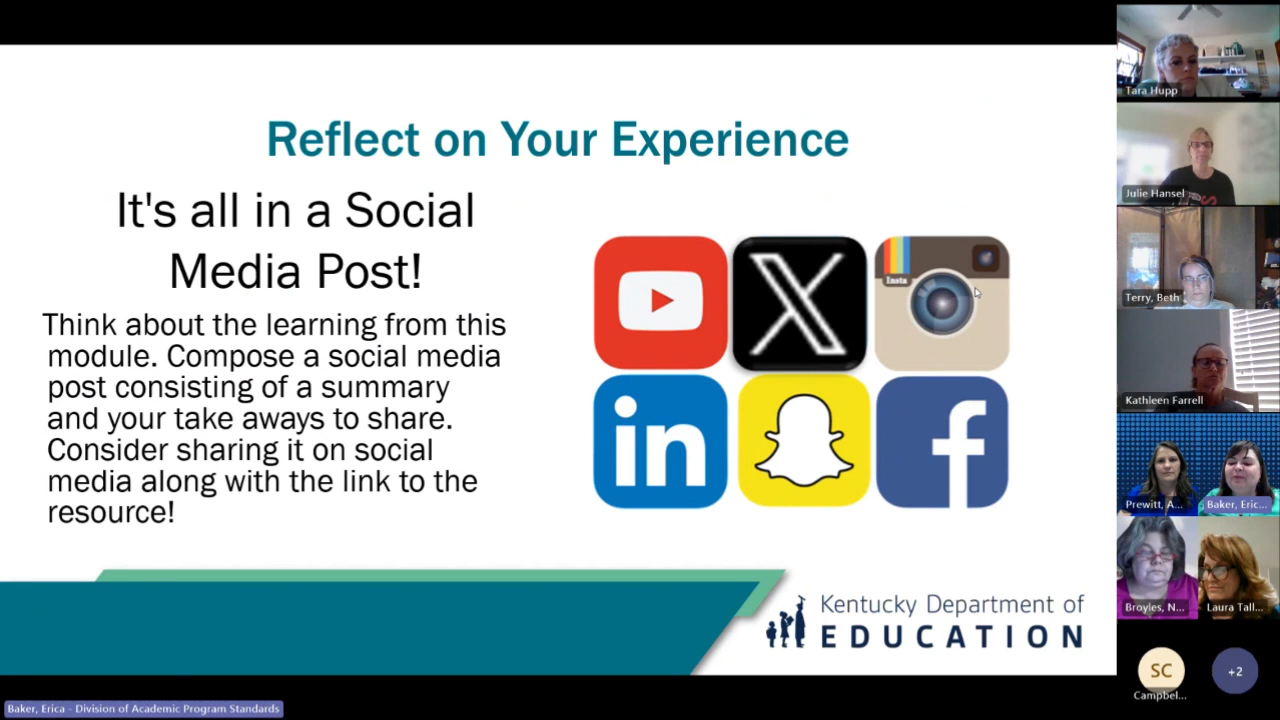 Reflect on Your Experience
It's all in a Social
Media Post!
Think about the learning from this
module. Compose a social media
post consisting of a summary
and your take aways to share.
Consider sharing it on social
media along with the link to the
resource!
X
Insta
in
f
Kentucky Department of
EDUCATION
Baker, Erica - Division of Academic Program Standards
Tara Hupp
Julie Hansel
Terry, Beth
Kathleen Farrell
Prewitt, A...
Baker, Eric...
Broyles, N...
Laura Tall...
SC
Campbel...
+2